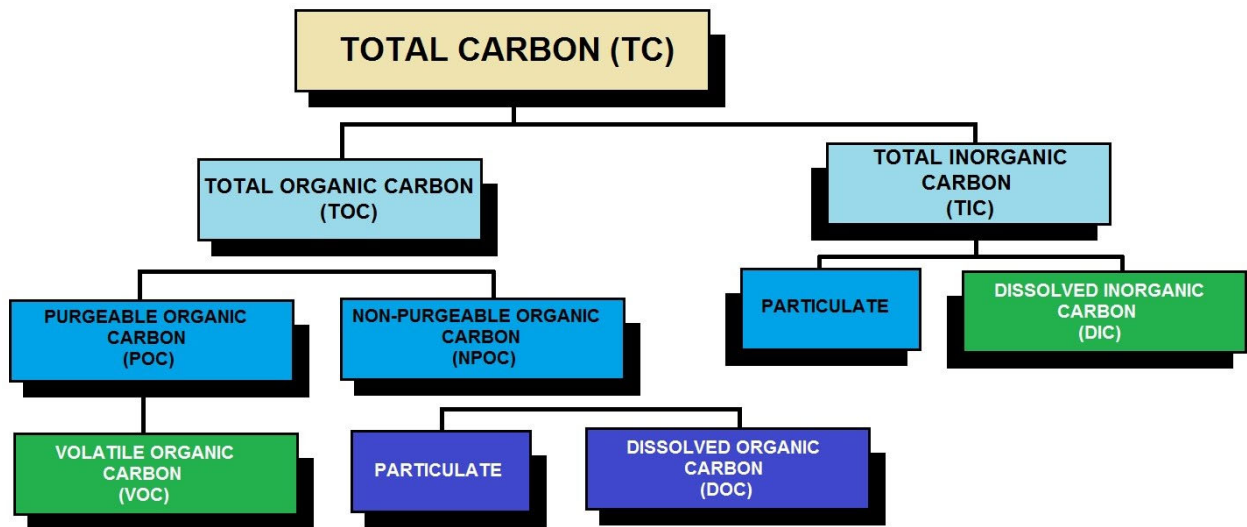 TOTAL CARBON (TC)
TOTAL ORGANIC CARBON
(TOC)
TOTAL INORGANIC
CARBON
(TIC)
PURGEABLE ORGANIC
CARBON
(POC)
NON-PURGEABLE ORGANIC
CARBON
(NPOC)
PARTICULATE
DISSOLVED INORGANIC
CARBON
(DIC)
VOLATILE ORGANIC
CARBON
(VOC)
PARTICULATE
DISSOLVED ORGANIC
CARBON
(DOC)